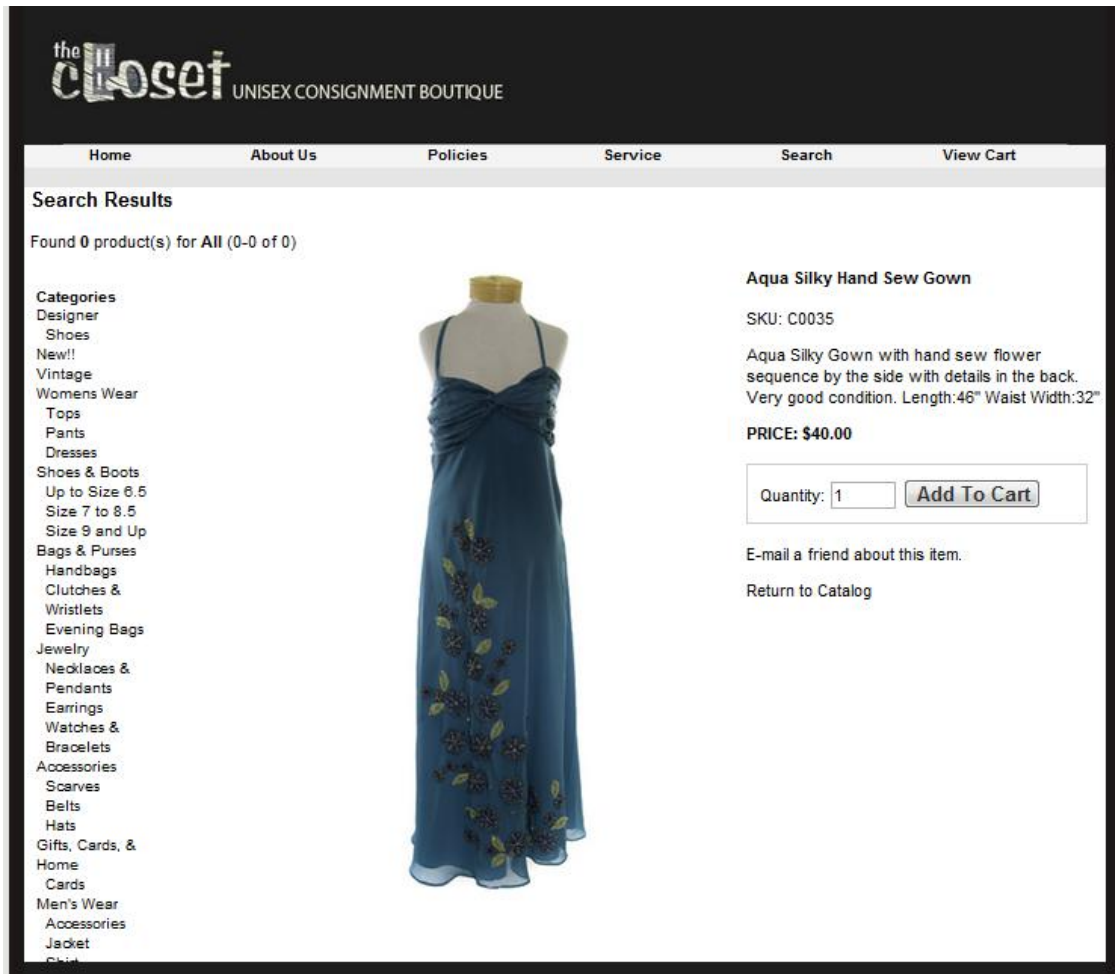 the closet UNISEX CONSIGNMENT BOUTIQUE
Home About Us Policies Service Search View Cart
Search Results
Found 0 product(s) for All (0-0 of 0)
Categories
Designer
Shoes
New!!
Vintage
Womens Wear
Tops
Pants
Dresses
Shoes & Boots
Up to Size 6.5
Size 7 to 8.5
Size 9 and Up
Bags & Purses
Handbags
Clutches &
Wristlets
Evening Bags
Jewelry
Necklaces &
Pendants
Earrings
Watches &
Bracelets
Accessories
Scarves
Belts
Hats
Gifts, Cards, &
Home
Cards
Men's Wear
Accessories
Jacket
Aqua Silky Hand Sew Gown
SKU: C0035
Aqua Silky Gown with hand sew flower
sequence by the side with details in the back.
Very good condition. Length:46" Waist Width:32"
PRICE: $40.00
Quantity: 1 Add To Cart
E-mail a friend about this item.
Return to Catalog